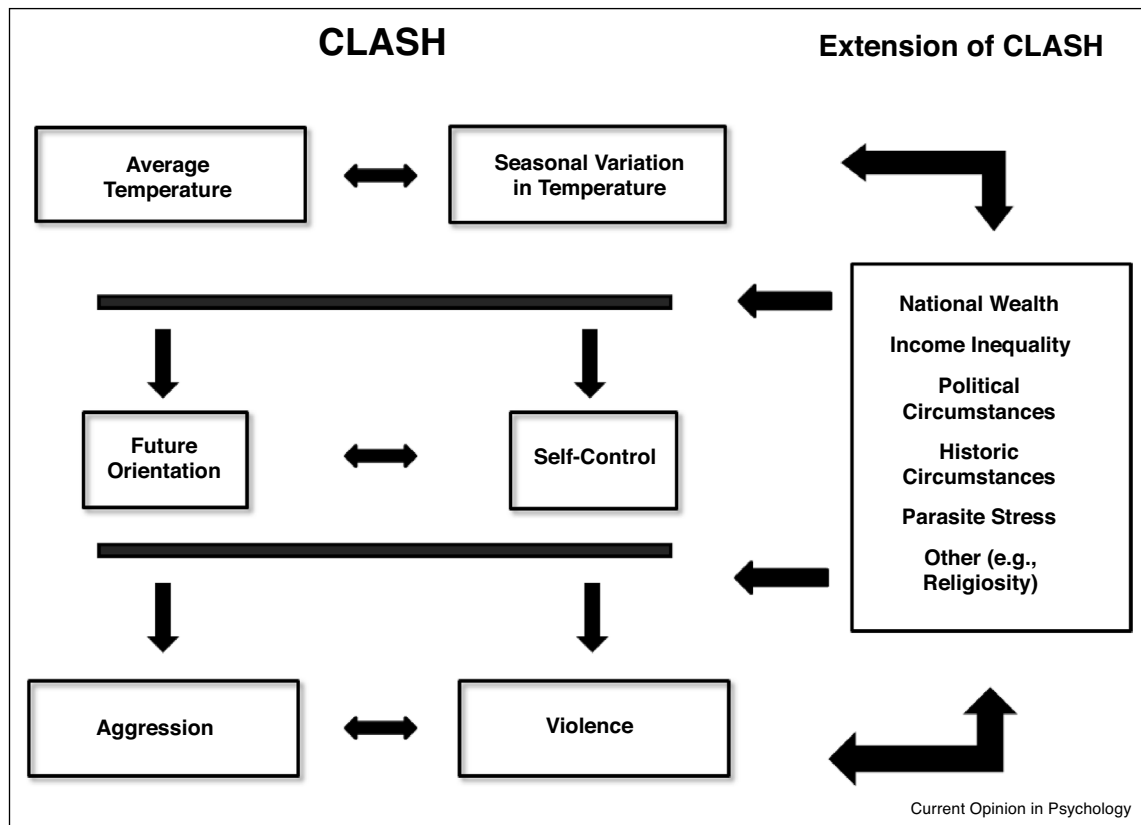 CLASH
Extension of CLASH
Average
Temperature
Seasonal Variation
in Temperature
National Wealth
Income Inequality
Political
Circumstances
Historic
Circumstances
Parasite Stress
Other (e.g.,
Religiosity)
Future
Orientation
Self-Control
Aggression
Violence
Current Opinion in Psychology